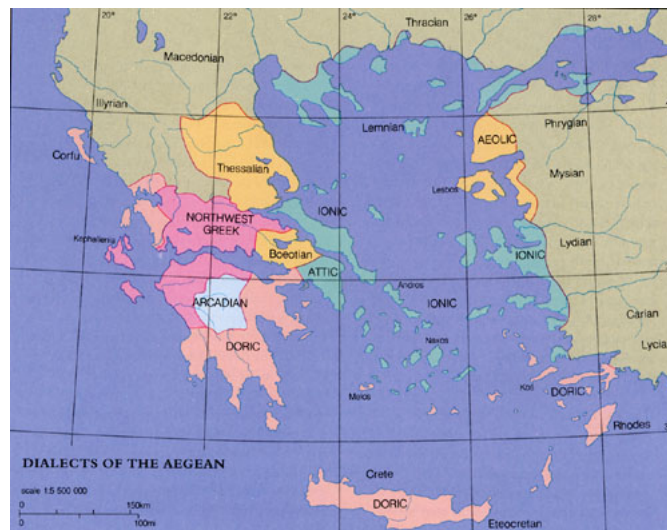 20°
22°
24°
26°
28°
Thracian
Macedonian
Illyrian
Lemnian
Phrygian
AEOLIC
Corfu
Thessalian
Mysian
Lesbos
NORTHWEST
GREEK
IONIC
Kephallenia
Boeotian
Lydian
IONIC
ATTIC
Andros
ARCADIAN
IONIC
Carian
Naxos
DORIC
Lycia
Melos
Kos
DORIC
Rhodes
DIALECTS OF THE AEGEAN
Crete
scale 1:5 500 000
0
150km
DORIC
0
100mi
Eteocretan